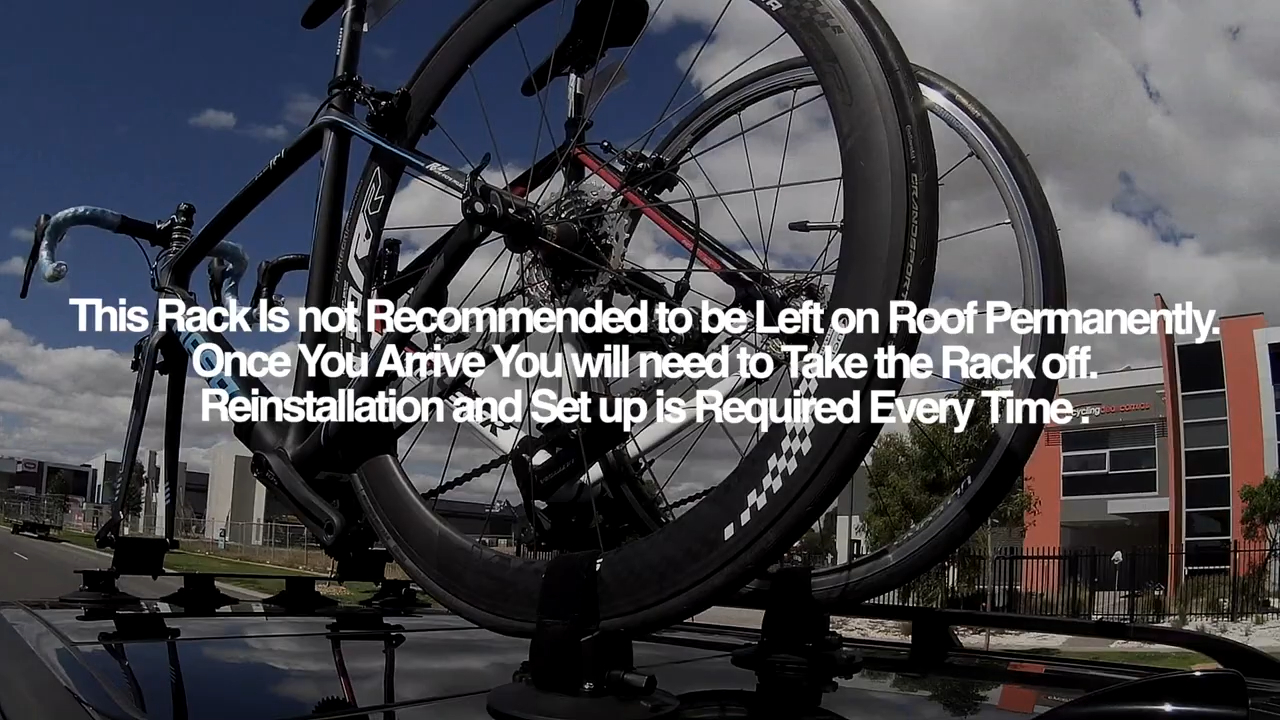 This Rack Is not Recommended to be Left on Roof Permanently.
Once You Arrive You will need to Take the Rack off.
Reinstallation and Set up is Required Every Time .